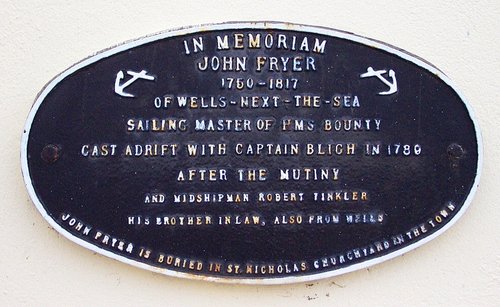 IN MEMORIAM
JOHN FRYER
1750-1817
OF WELLS-NEXT-THE-SEA
SAILING MASTER OF HMS BOUNTY
CAST ADRIFT WITH CAPTAIN BLIGH IN 1789
AFTER THE MUTINY
AND MIDSHIPMAN ROBERT TINKLER
HIS BROTHER IN LAW, ALSO FROM WELLS
JOHN FRYER IS BURIED IN ST. NICHOLAS CHURCHYARD IN THE TOWN